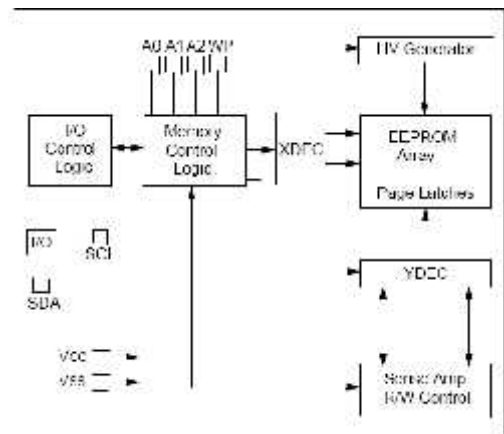 A0 A1 A2 WP
HV Generator
I/O
Control
Logic
Memory
Control
Logic
XDEC
EEPROM
Array
Page Latches
I/O
SCL
SDA
YDEC
Vcc
Vss
Sense Amp
R/W Control